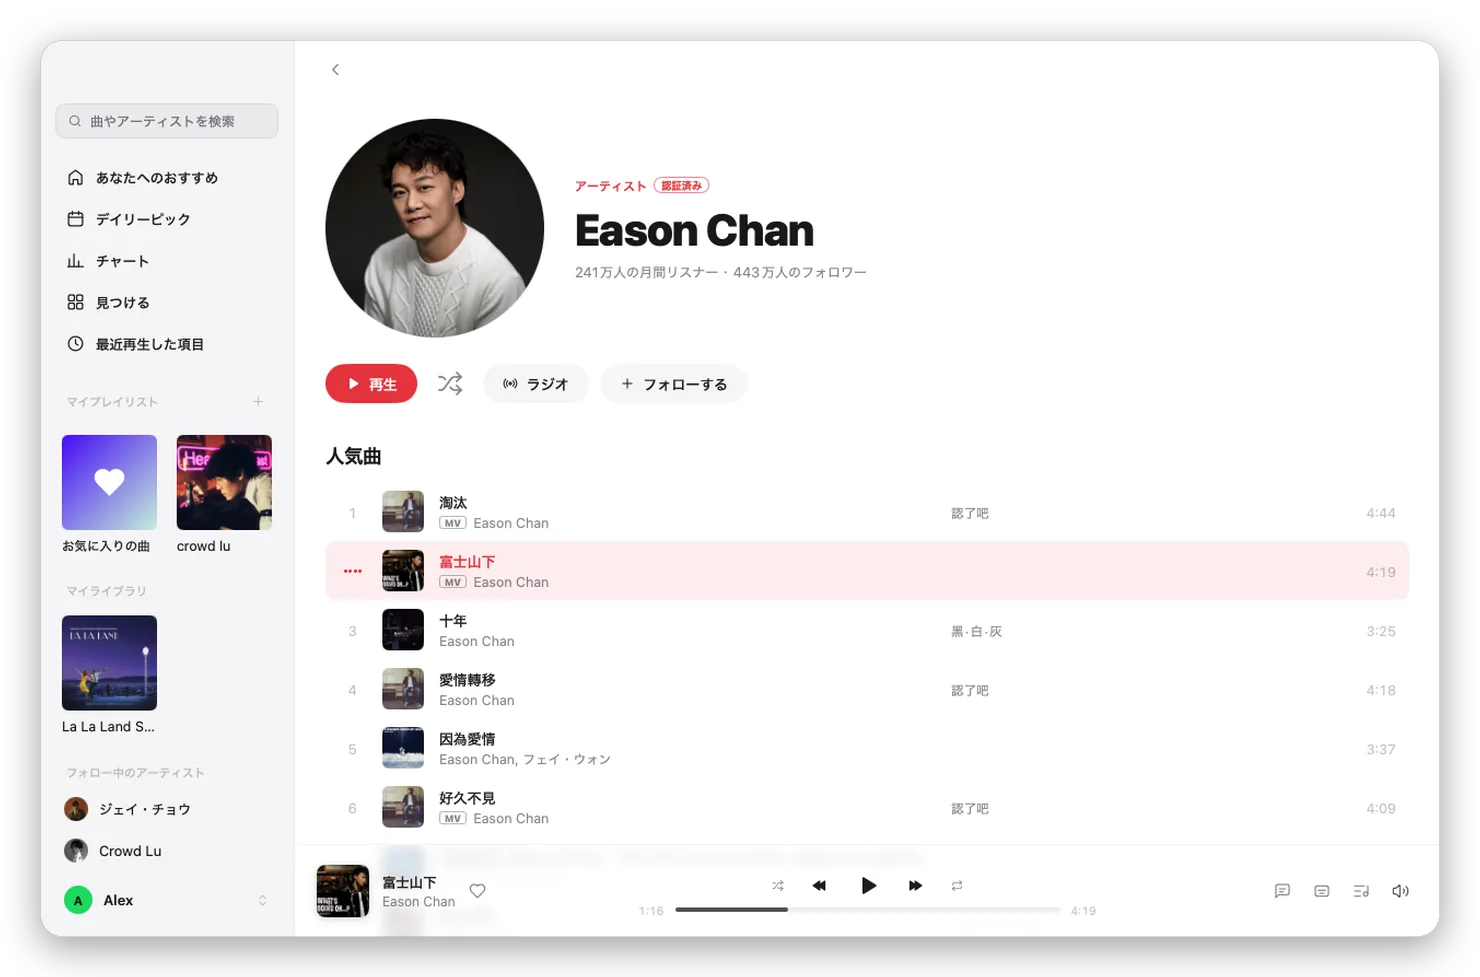 曲やアーティストを検索
あなたへのおすすめ
デイリーピック
チャート
見つける
最近再生した項目
マイプレイリスト
お気に入りの曲
crowd lu
マイライブラリ
LA LA LAND
La La Land S...
フォロー中のアーティスト
ジェイ・チョウ
Crowd Lu
A
Alex
アーティスト 認証済み
Eason Chan
241万人の月間リスナー · 443万人のフォロワー
再生
ラジオ
フォローする
人気曲
1
淘汰
MV Eason Chan
認了吧
4:44
WHAT'S GOING ON...?
富士山下
MV Eason Chan
4:19
3
十年
Eason Chan
黑·白·灰
3:25
4
愛情轉移
Eason Chan
認了吧
4:18
5
因為愛情
Eason Chan, フェイ・ウォン
3:37
6
好久不見
MV Eason Chan
認了吧
4:09
WHAT'S
GOING ON...?
富士山下
Eason Chan
1:16
4:19